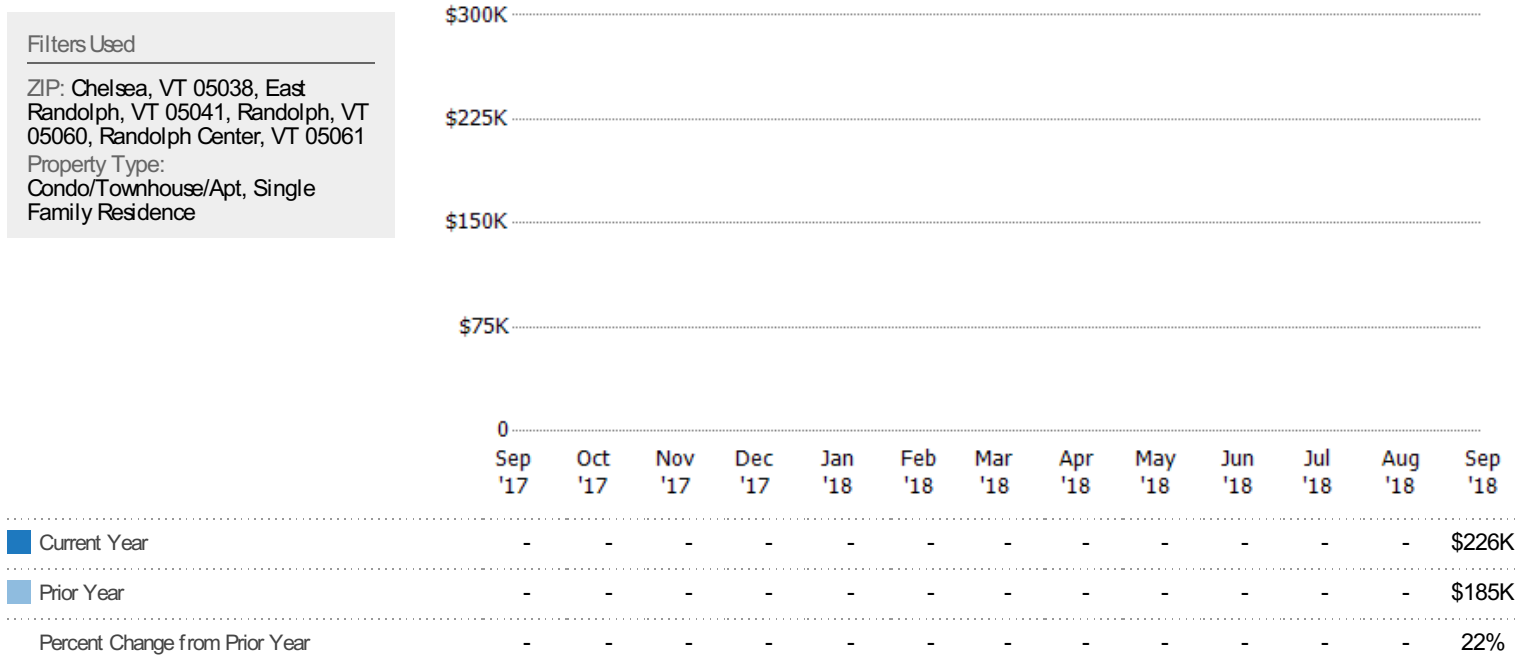 Filters Used
ZIP: Chelsea, VT 05038, East
Randolph, VT 05041, Randolph, VT
05060, Randolph Center, VT 05061
Property Type:
Condo/Townhouse/Apt, Single
Family Residence
$300K
$225K
$150K
$75K
0
Sep Oct Nov Dec Jan Feb Mar Apr May Jun Jul Aug Sep
'17 '17 '17 '17 '18 '18 '18 '18 '18 '18 '18 '18 '18
Current Year - - - - - - - - - - - - $226K
Prior Year - - - - - - - - - - - - $185K
Percent Change from Prior Year - - - - - - - - - - - - 22%